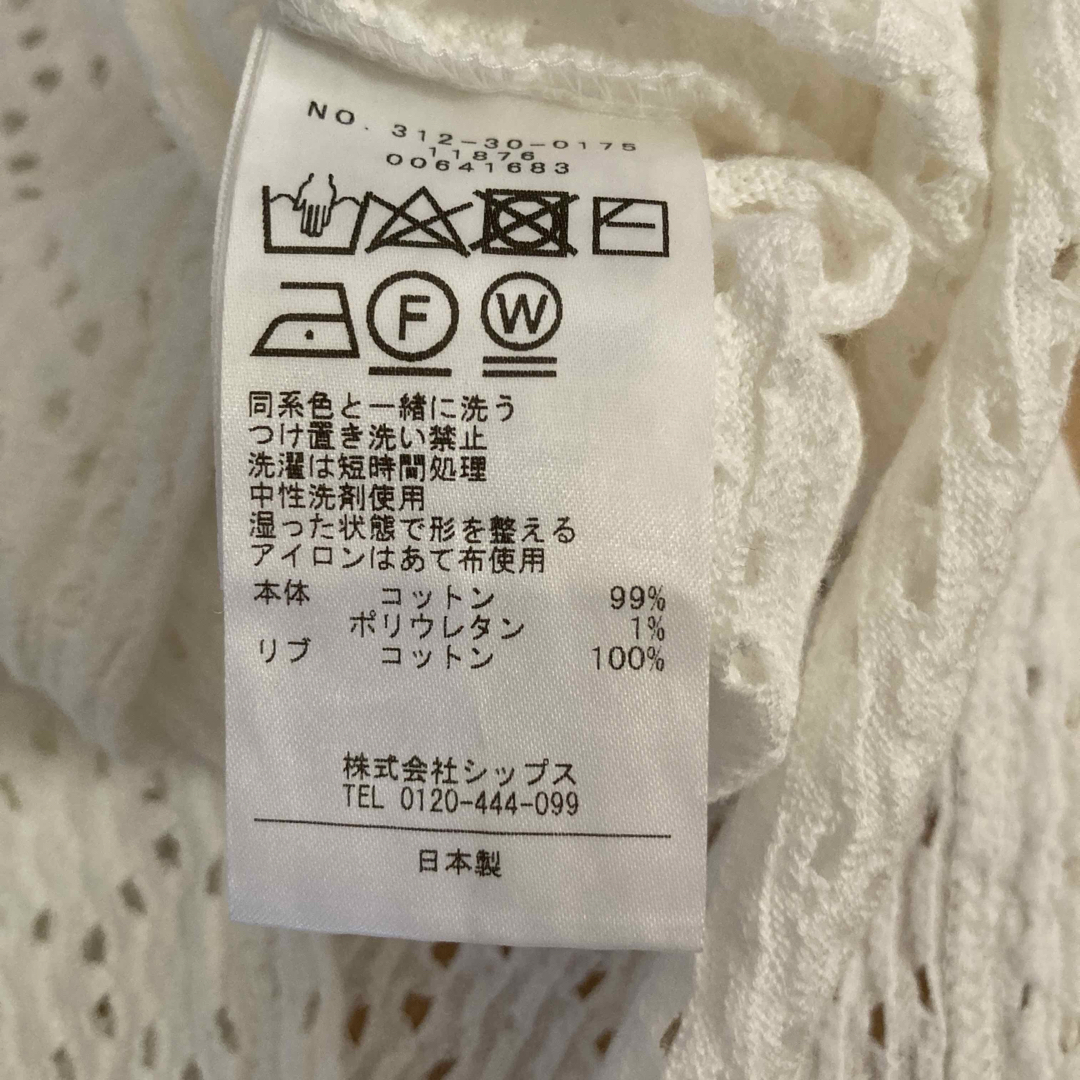 NO. 312-30-0175
11876
00641683
F W
同系色と一緒に洗う
つけ置き洗い禁止
洗濯は短時間処理
中性洗剤使用
湿った状態で形を整える
アイロンはあて布使用
本体 コットン 99%
ポリウレタン 1%
リブ コットン 100%
株式会社シップス
TEL 0120-444-099
日本製